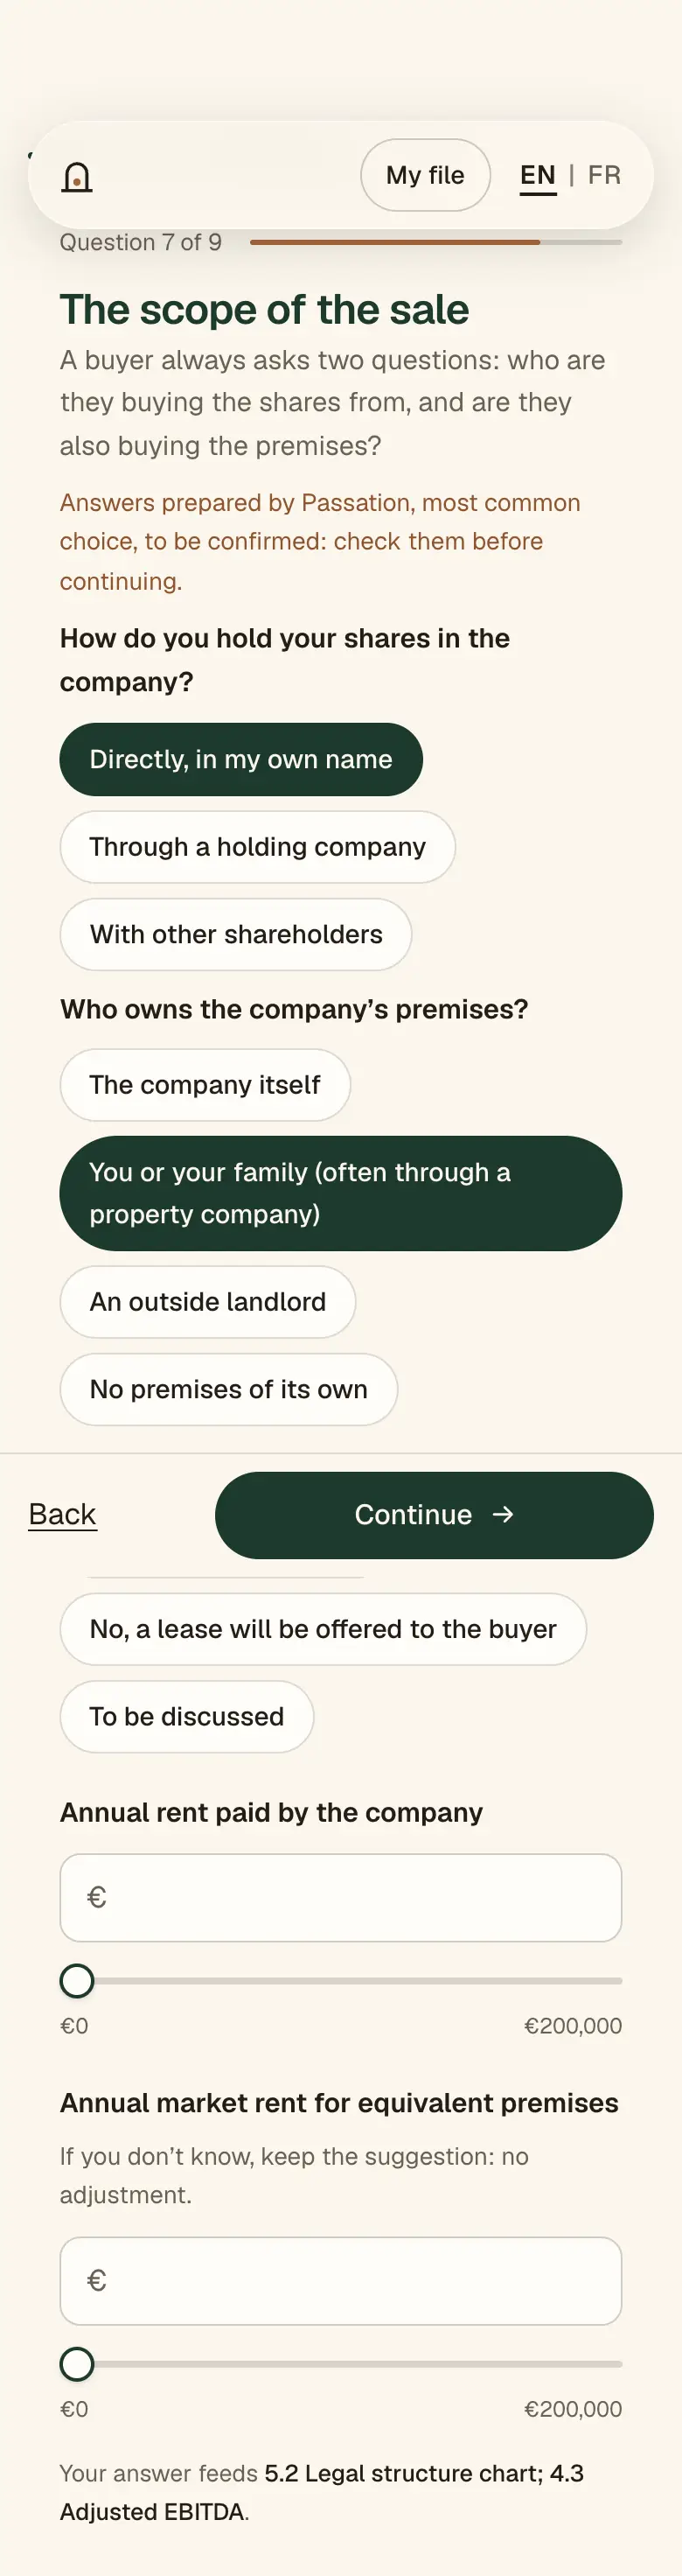 My file
EN | FR
Question 7 of 9
The scope of the sale
A buyer always asks two questions: who are
they buying the shares from, and are they
also buying the premises?
Answers prepared by Passation, most common
choice, to be confirmed: check them before
continuing.
How do you hold your shares in the
company?
Directly, in my own name
Through a holding company
With other shareholders
Who owns the company’s premises?
The company itself
You or your family (often through a
property company)
An outside landlord
No premises of its own
Back
Continue →
No, a lease will be offered to the buyer
To be discussed
Annual rent paid by the company
€
€0
€200,000
Annual market rent for equivalent premises
If you don’t know, keep the suggestion: no
adjustment.
€
€0
€200,000
Your answer feeds 5.2 Legal structure chart; 4.3
Adjusted EBITDA.